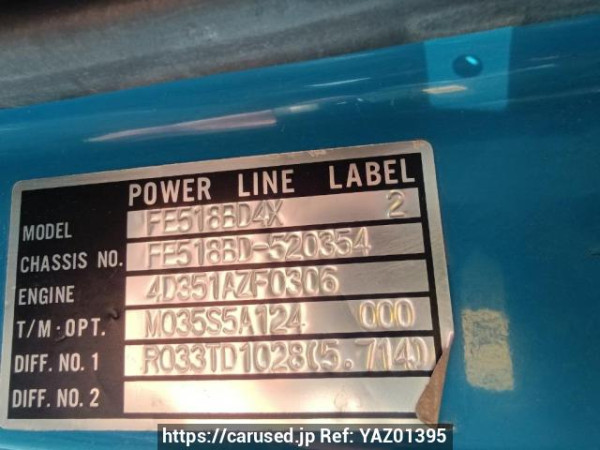 POWER LINE LABEL
MODEL FE518BD4X 2
CHASSIS NO. FE518BD-520354
ENGINE 4D351AZF0306
T/M·OPT. M035S5A124 000
DIFF. NO. 1 R033TD1028(5.714)
DIFF. NO. 2
https://carused.jp Ref: YAZ01395